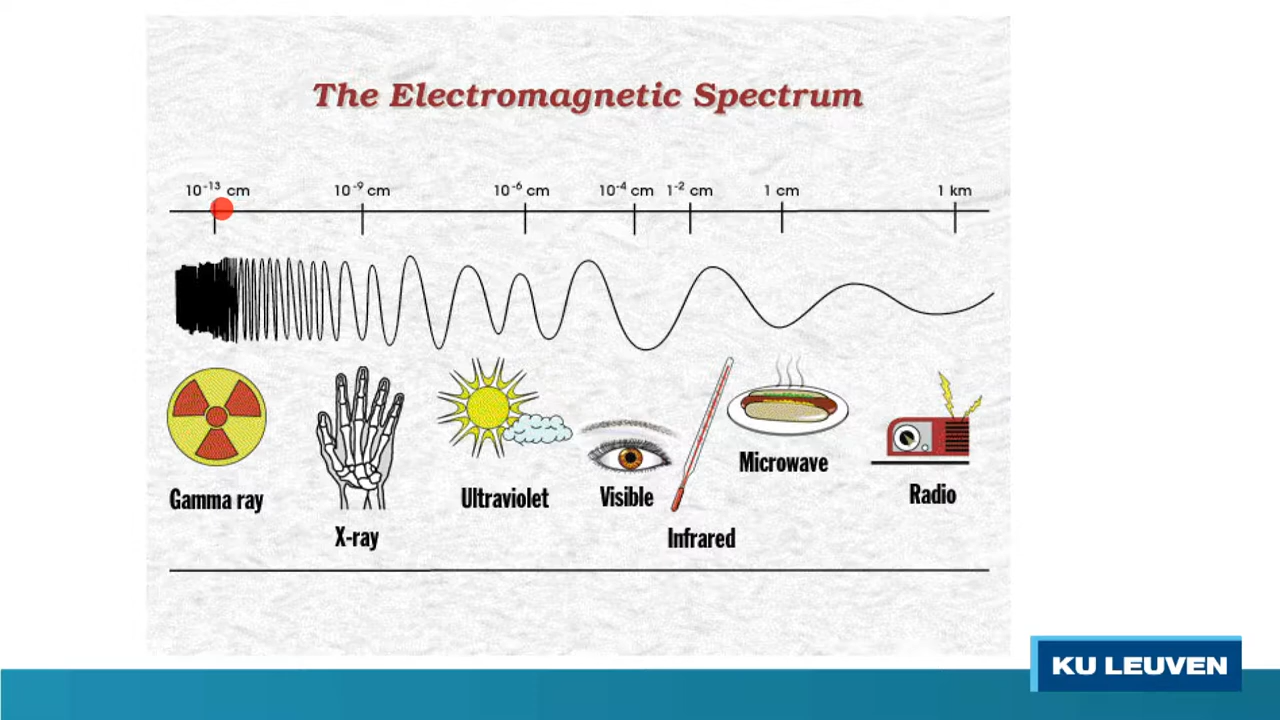 The Electromagnetic Spectrum
10⁻¹³ cm 10⁻⁹ cm 10⁻⁶ cm 10⁻⁴ cm 1⁻² cm 1 cm 1 km
Gamma ray
X-ray
Ultraviolet
Visible
Infrared
Microwave
Radio
KU LEUVEN